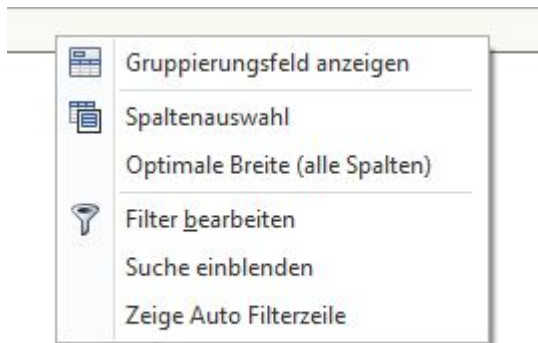 Gruppierungsfeld anzeigen
Spaltenauswahl
Optimale Breite (alle Spalten)
Filter bearbeiten
Suche einblenden
Zeige Auto Filterzeile